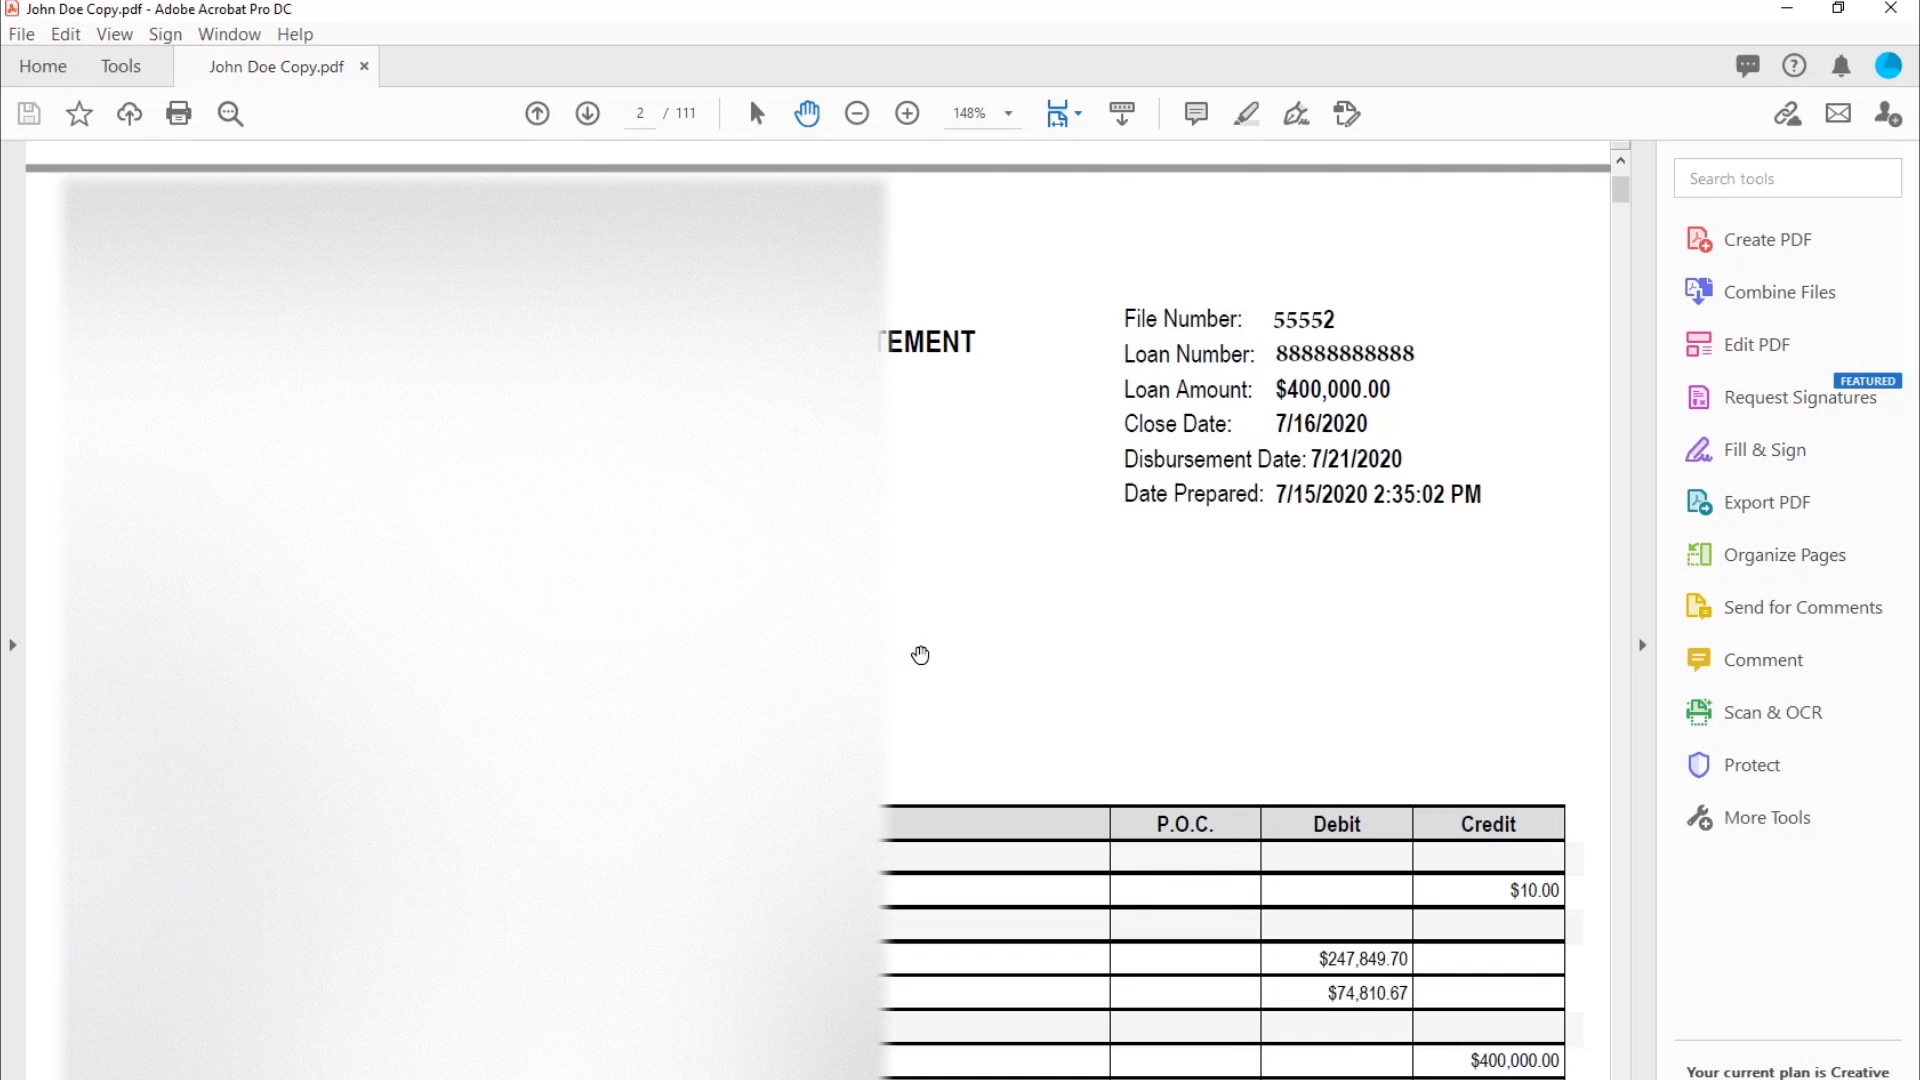 John Doe Copy.pdf - Adobe Acrobat Pro DC
File Edit View Sign Window Help
Home Tools John Doe Copy.pdf ×
2 / 111 148%
Search tools
Create PDF
Combine Files
Edit PDF
FEATURED
Request Signatures
Fill & Sign
Export PDF
Organize Pages
Send for Comments
Comment
Scan & OCR
Protect
More Tools
Your current plan is Creative
EMENT
File Number: 55552
Loan Number: 88888888888
Loan Amount: $400,000.00
Close Date: 7/16/2020
Disbursement Date: 7/21/2020
Date Prepared: 7/15/2020 2:35:02 PM
P.O.C. Debit Credit
$10.00
$247,849.70
$74,810.67
$400,000.00